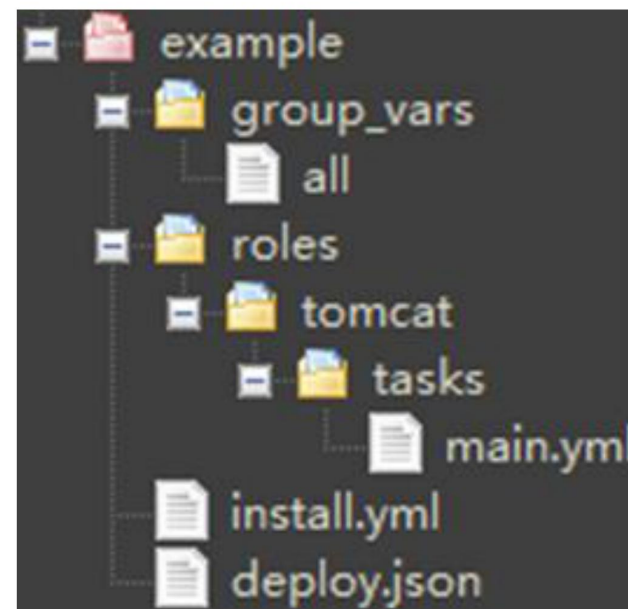 example
group_vars
all
roles
tomcat
tasks
main.yml
install.yml
deploy.json